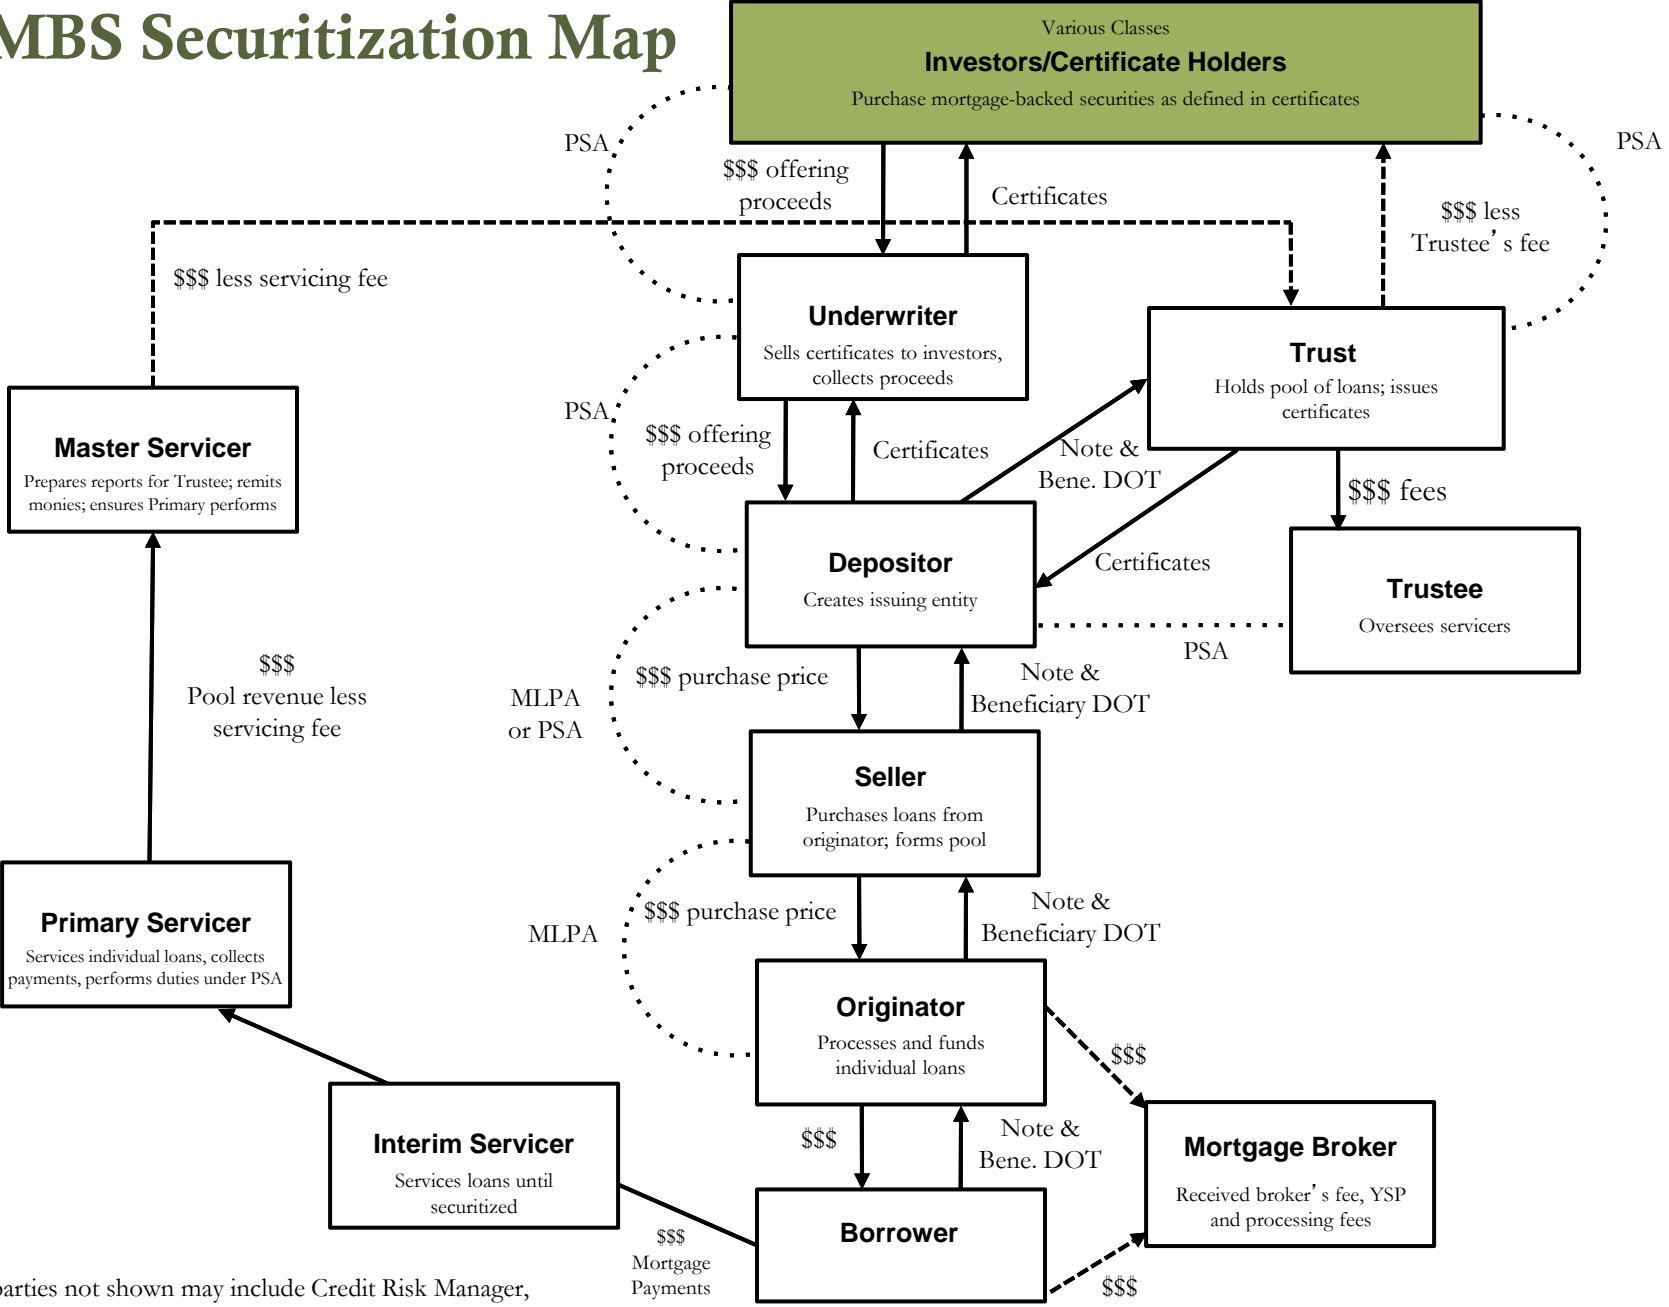 MBS Securitization Map
Various Classes
Investors/Certificate Holders
Purchase mortgage-backed securities as defined in certificates
PSA
PSA
$$$ offering
proceeds
Certificates
$$$ less
Trustee's fee
$$$ less servicing fee
Underwriter
Sells certificates to investors,
collects proceeds
Trust
Holds pool of loans; issues
certificates
Master Servicer
Prepares reports for Trustee; remits
monies; ensures Primary performs
PSA
$$$ offering
proceeds
Certificates
Note &
Bene. DOT
$$$ fees
Depositor
Creates issuing entity
Certificates
Trustee
Oversees servicers
PSA
$$$
Pool revenue less
servicing fee
MLPA
or PSA
$$$ purchase price
Note &
Beneficiary DOT
Seller
Purchases loans from
originator; forms pool
Primary Servicer
Services individual loans, collects
payments, performs duties under PSA
MLPA
$$$ purchase price
Note &
Beneficiary DOT
Originator
Processes and funds
individual loans
$$$
Interim Servicer
Services loans until
securitized
$$$
Note &
Bene. DOT
Mortgage Broker
Received broker's fee, YSP
and processing fees
Borrower
$$$
Mortgage
Payments
$$$
parties not shown may include Credit Risk Manager,